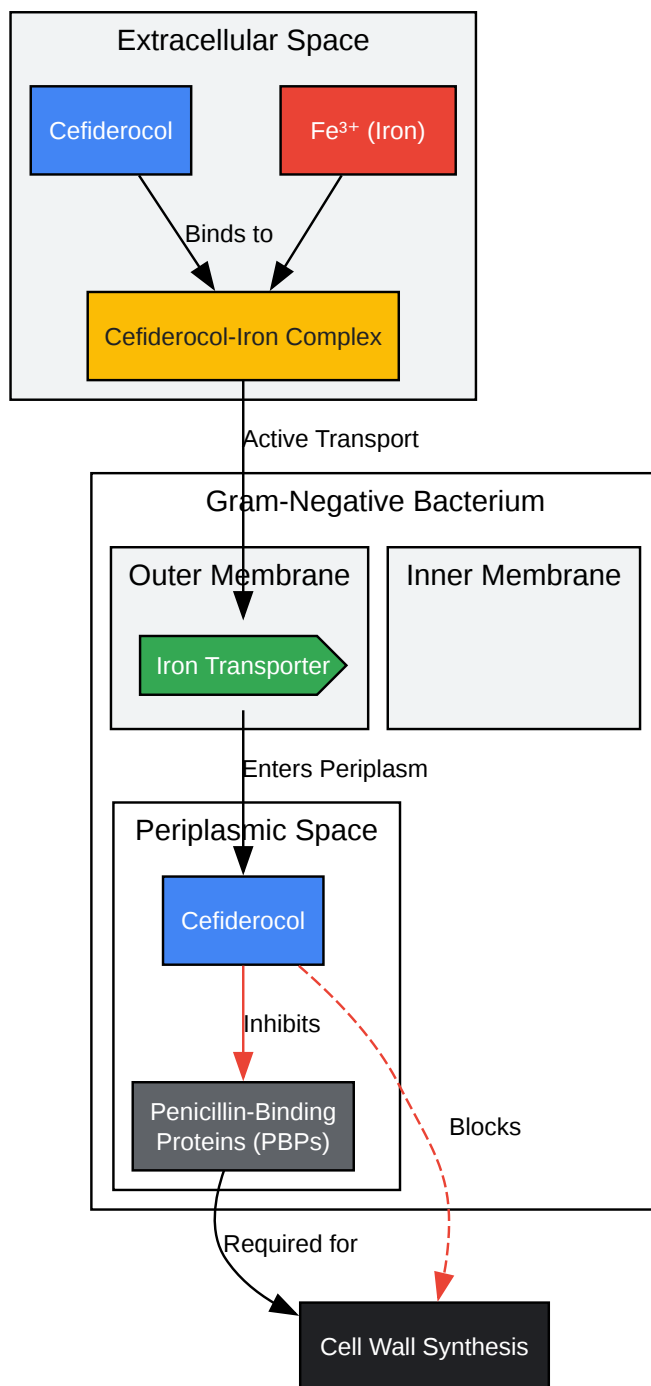 Extracellular Space
Cefiderocol
Fe³⁺ (Iron)
Binds to
Cefiderocol-Iron Complex
Active Transport
Gram-Negative Bacterium
Outer Membrane
Inner Membrane
Iron Transporter
Enters Periplasm
Periplasmic Space
Cefiderocol
Inhibits
Penicillin-Binding
Proteins (PBPs)
Blocks
Required for
Cell Wall Synthesis